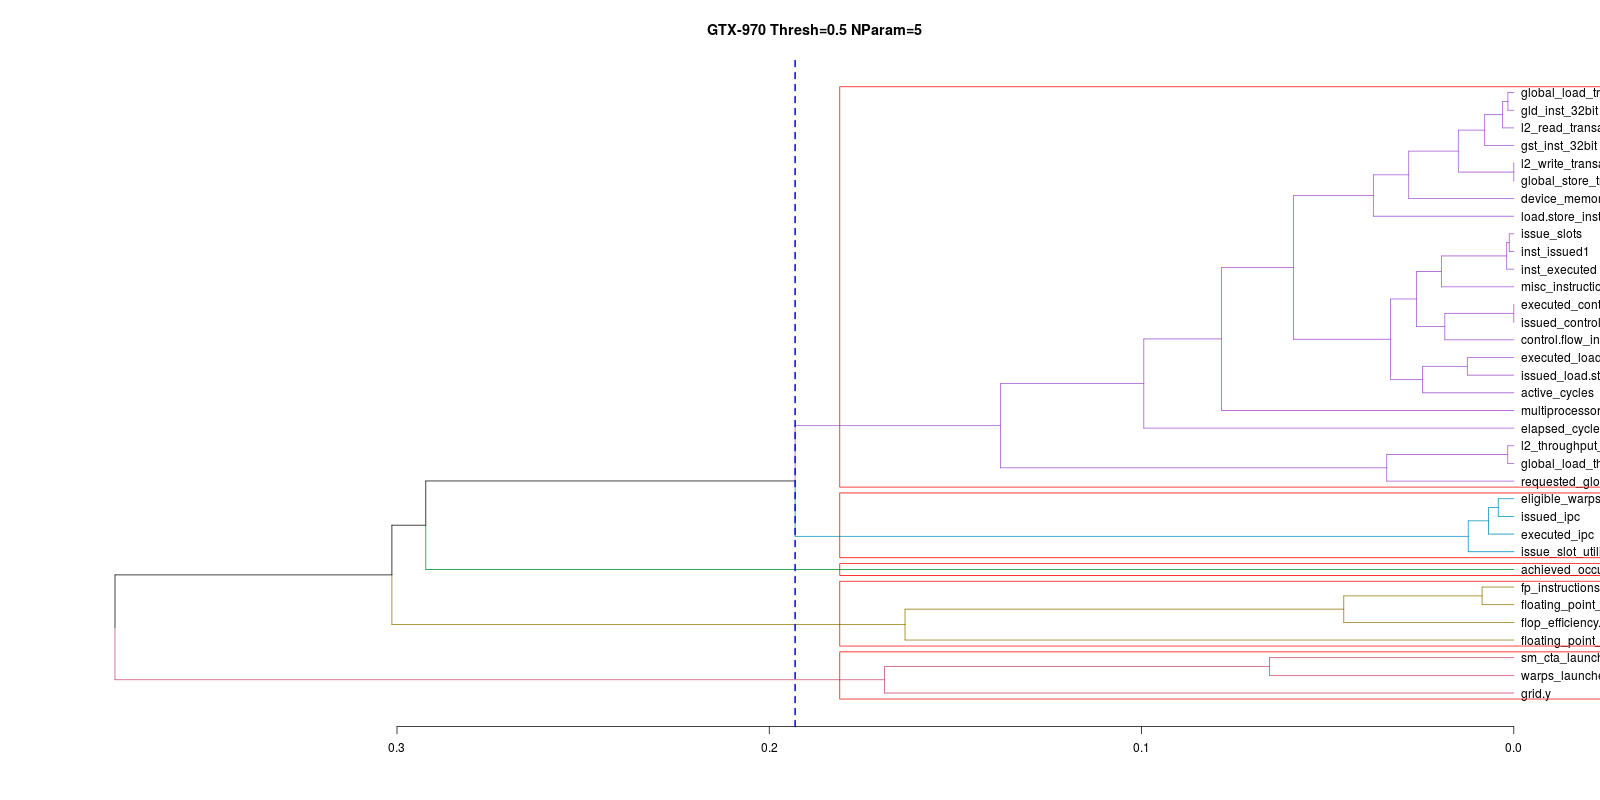 GTX-970 Thresh=0.5 NParam=5
global_load_tr
gld_inst_32bit
l2_read_transa
gst_inst_32bit
l2_write_transa
global_store_t
device_memor
load.store_inst
issue_slots
inst_issued1
inst_executed
misc_instructio
executed_cont
issued_control
control.flow_in
executed_load
issued_load.st
active_cycles
multiprocessor
elapsed_cycle
l2_throughput_
global_load_th
requested_glo
eligible_warps
issued_ipc
executed_ipc
issue_slot_utili
achieved_occu
fp_instructions
floating_point_
flop_efficiency.
floating_point_
sm_cta_launch
warps_launche
grid.y
0.3 0.2 0.1 0.0